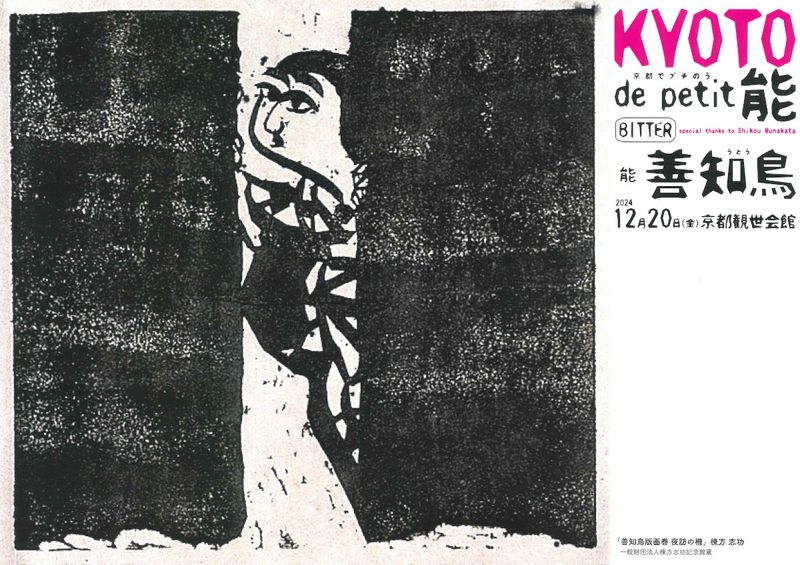 KYOTO
京都でプチのう
de petit 能
BITTER special thanks to Shikou Munakata
うとう
能 善知鳥
2024
12月20日(金) 京都観世会館
「善知鳥版画巻 夜訪の柵」棟方 志功
一般財団法人棟方志功記念館蔵